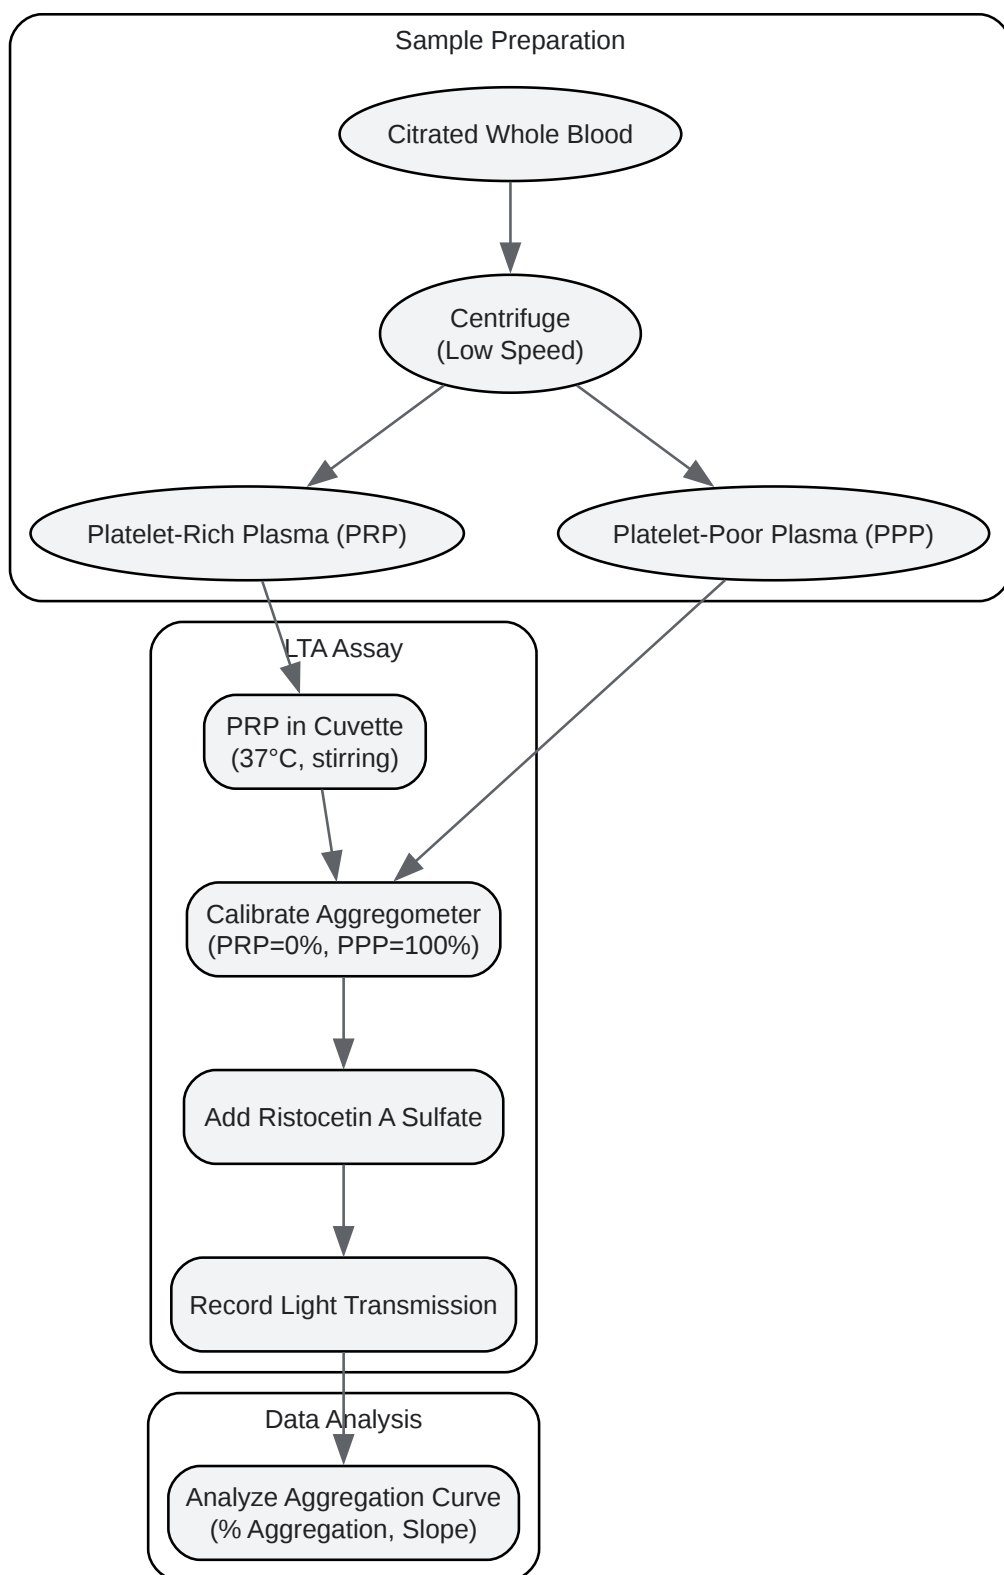 Sample Preparation
Citrated Whole Blood
Centrifuge
(Low Speed)
Platelet-Rich Plasma (PRP)
Platelet-Poor Plasma (PPP)
LTA Assay
PRP in Cuvette
(37°C, stirring)
Calibrate Aggregometer
(PRP=0%, PPP=100%)
Add Ristocetin A Sulfate
Record Light Transmission
Data Analysis
Analyze Aggregation Curve
(% Aggregation, Slope)